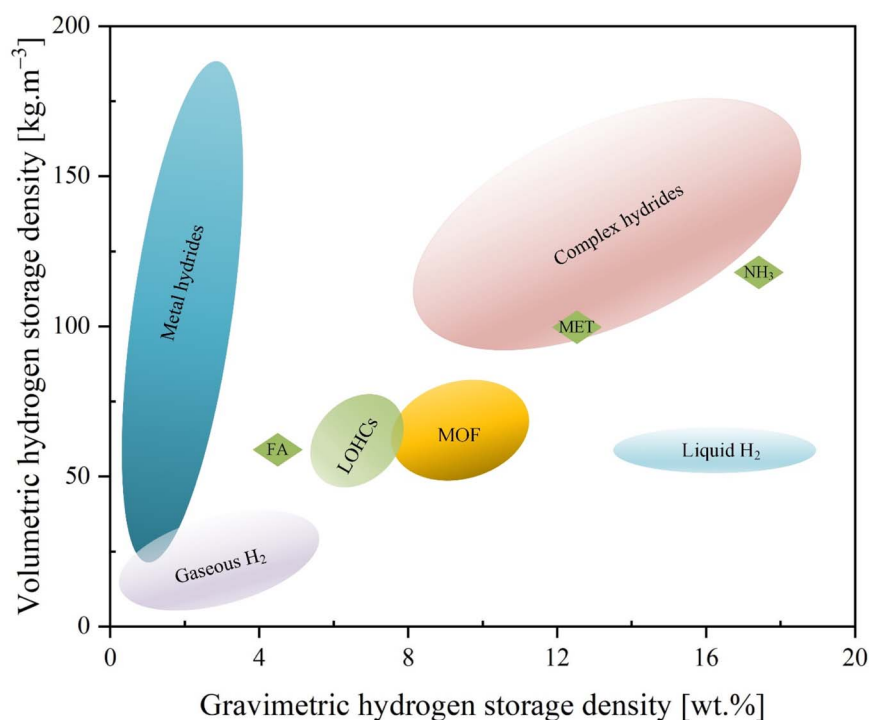 Volumetric hydrogen storage density [kg.m⁻³]
200
150
100
50
0
Metal hydrides
Complex hydrides
NH₃
MET
FA
LOHCs
MOF
Liquid H₂
Gaseous H₂
0 4 8 12 16 20
Gravimetric hydrogen storage density [wt.%]